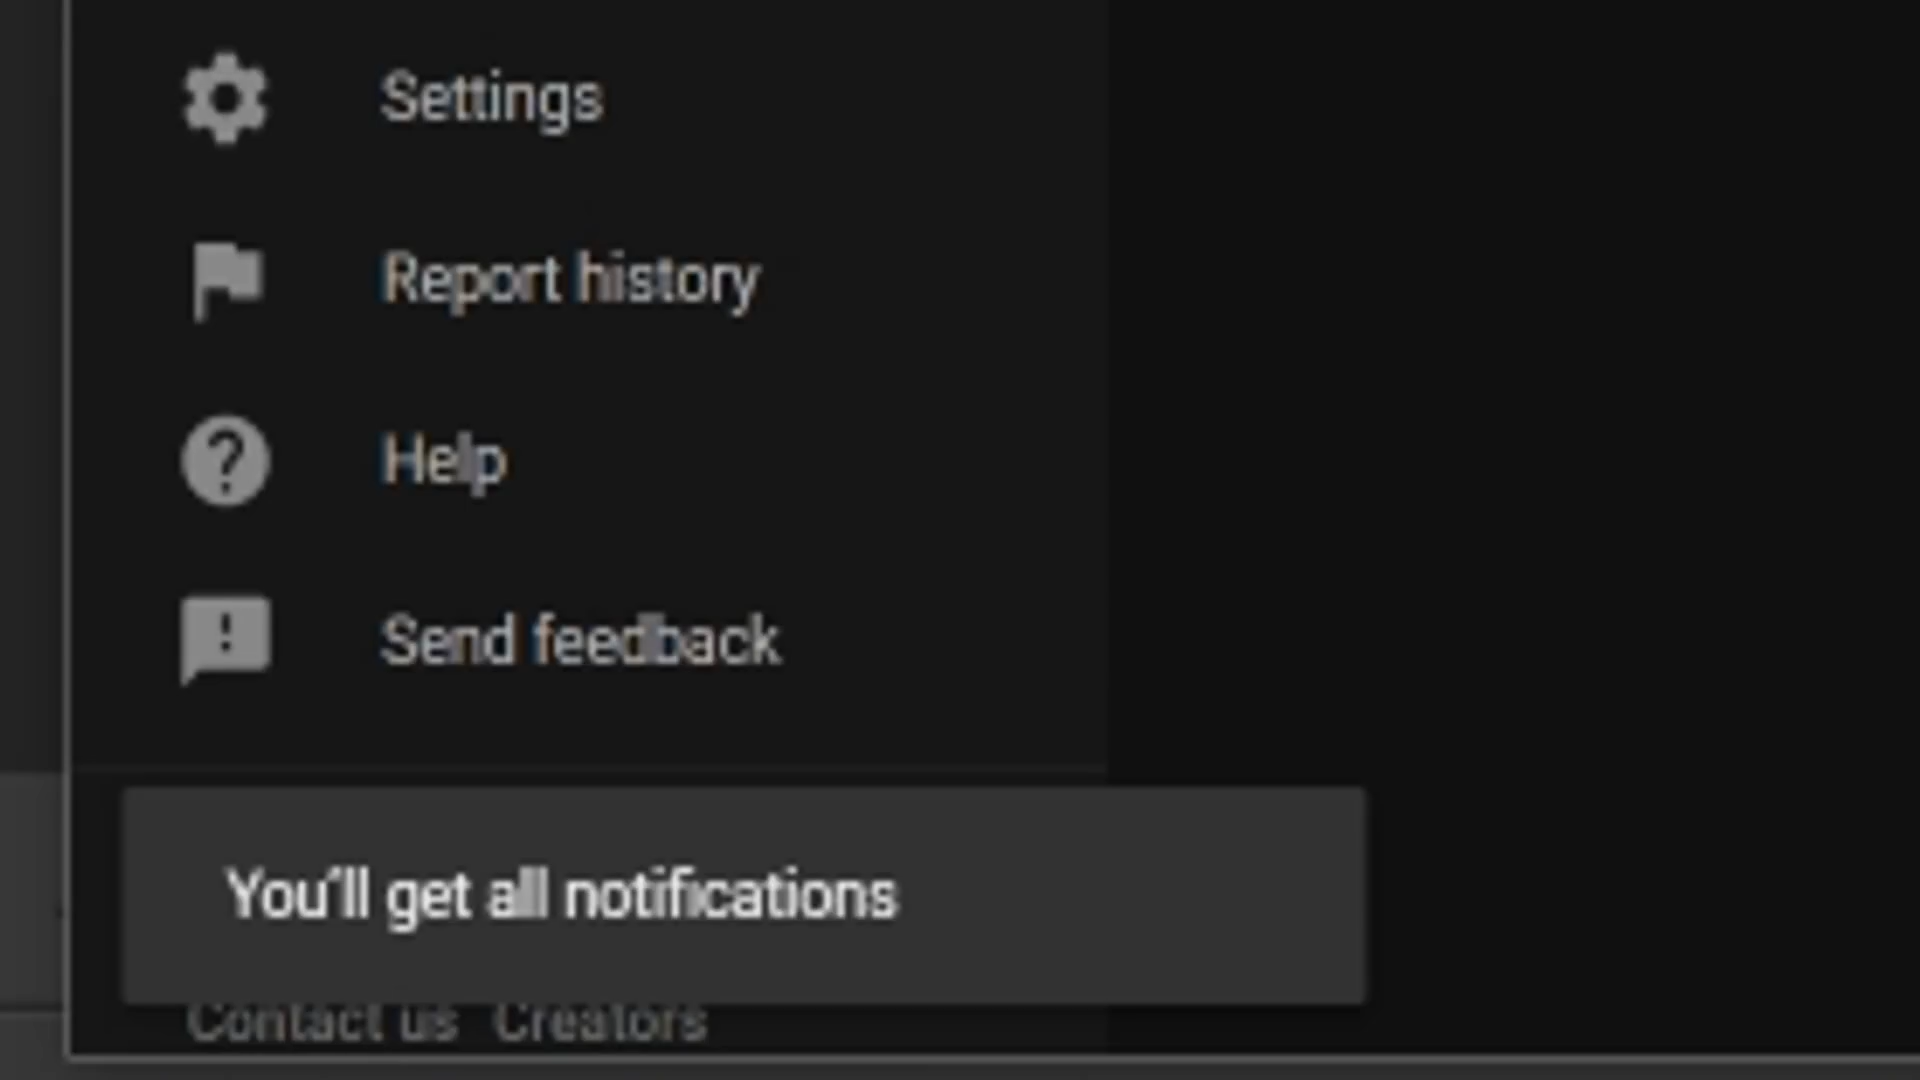 Settings
Report history
Help
Send feedback
You'll get all notifications
Contact us Creators